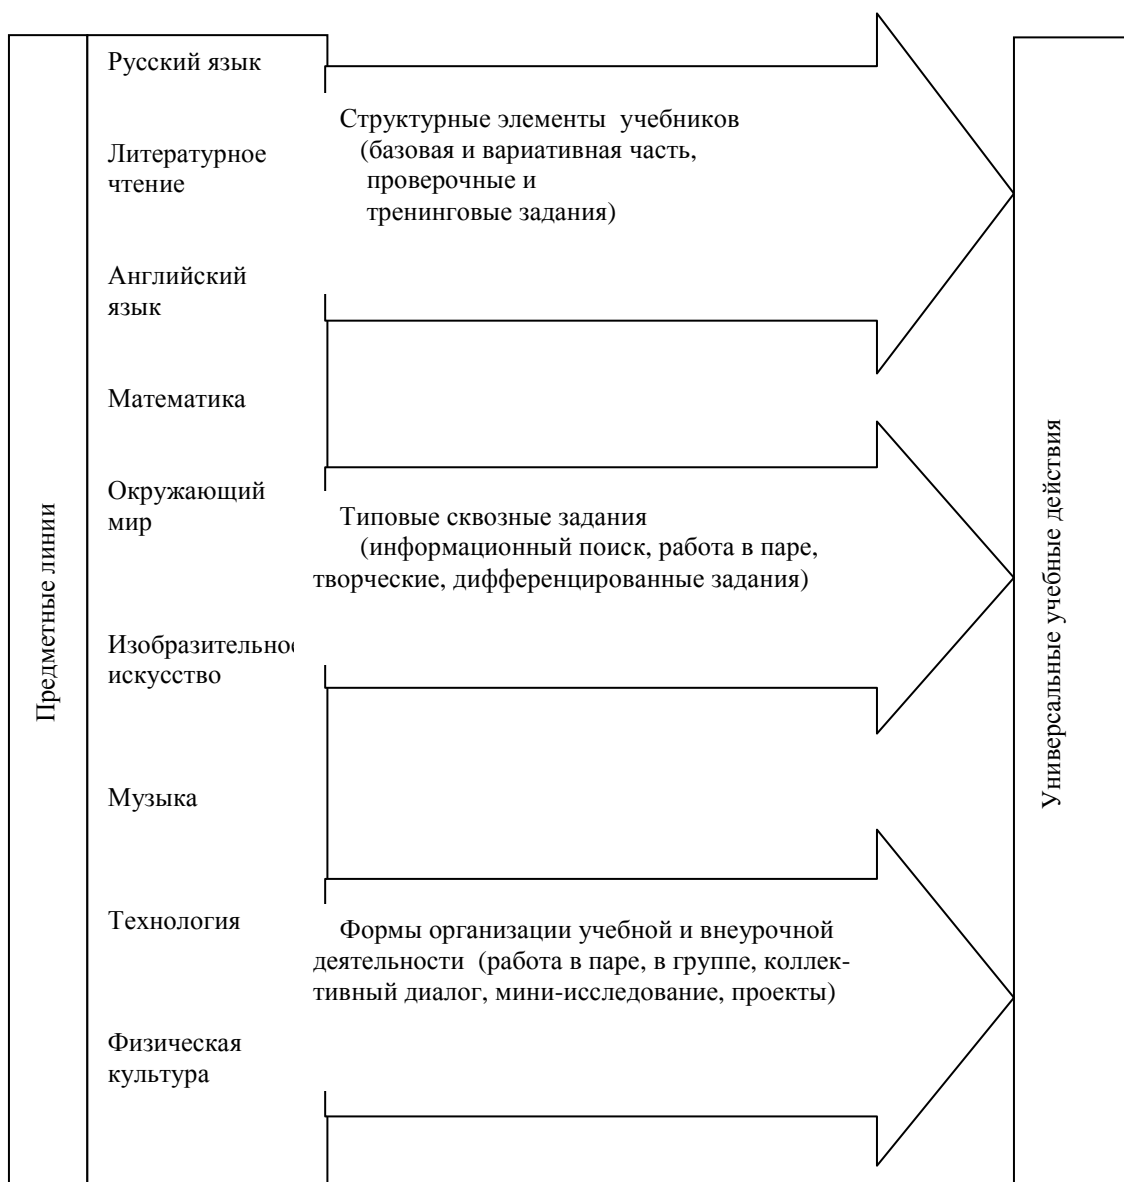 Предметные линии
Русский язык
Литературное
чтение
Английский
язык
Математика
Окружающий
мир
Изобразительное
искусство
Музыка
Технология
Физическая
культура
Структурные элементы учебников
(базовая и вариативная часть,
проверочные и
тренинговые задания)
Типовые сквозные задания
(информационный поиск, работа в паре,
творческие, дифференцированные задания)
Формы организации учебной и внеурочной
деятельности (работа в паре, в группе, коллек-
тивный диалог, мини-исследование, проекты)
Универсальные учебные действия